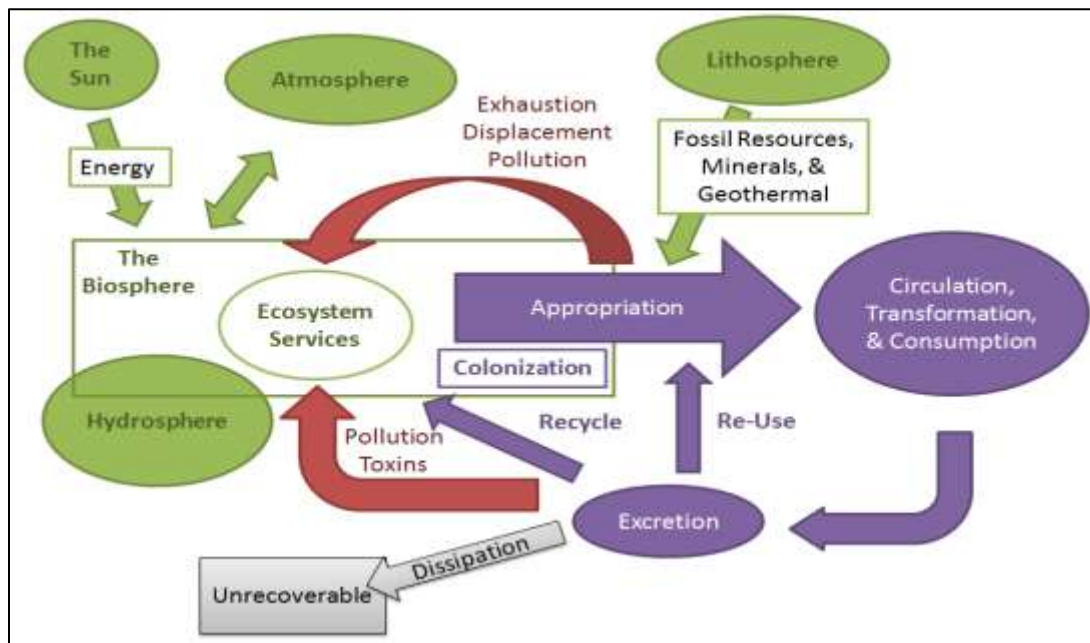 The
Sun
Atmosphere
Lithosphere
Exhaustion
Displacement
Pollution
Fossil Resources,
Minerals, &
Geothermal
Energy
The
Biosphere
Ecosystem
Services
Appropriation
Circulation,
Transformation,
& Consumption
Colonization
Hydrosphere
Recycle
Re-Use
Pollution
Toxins
Excretion
Dissipation
Unrecoverable